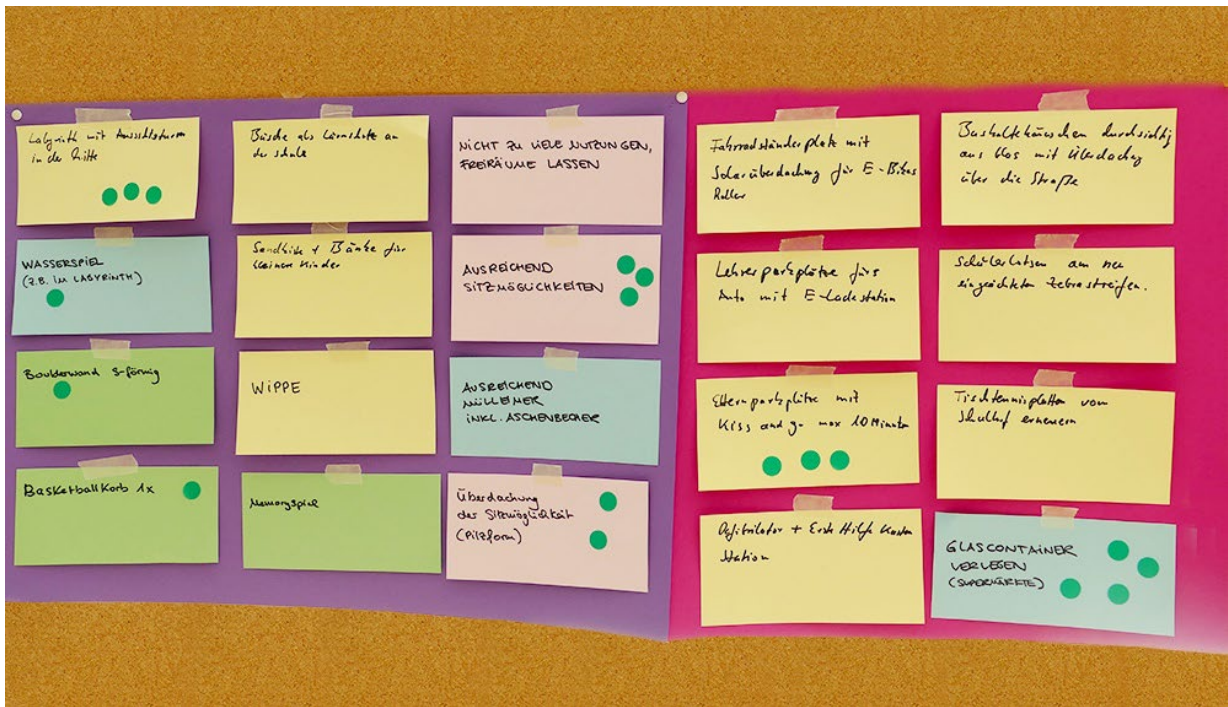 Labyrinth mit Aussichtsturm
in der Mitte
WASSERSPIEL
(Z.B. IM LABYRINTH)
Boulderwand S-förmig
Basketballkorb 1x
Büsche als Lärmschutz an
der Schule
Sandkiste + Bänke für
kleinere Kinder
WIPPE
Memoryspiel
NICHT ZU VIELE NUTZUNGEN,
FREIRÄUME LASSEN
AUSREICHEND
SITZMÖGLICHKEITEN
AUSREICHEND
MÜLLEIMER
INKL. ASCHENBECHER
Überdachung
der Sitzmöglichkeit
(Pilzform)
Fahrradständerplatz mit
Solarüberdachung für E-Bikes
Roller
Lehrerparkplätze fürs
Auto mit E-Ladestation
Elternparkplätze mit
Kiss and go max 10 Minuten
Defibrilator + Erste Hilfe Kasten
Station
Bushaltehäuschen durchsichtig
aus Glas mit Überdachung
über die Straße
Schülerlotsen am neu
eingerichteten Zebrastreifen.
Tischtennisplatten vom
Schulhof erneuern
GLASCONTAINER
VERLEGEN
(SUPERMÄRKTE)